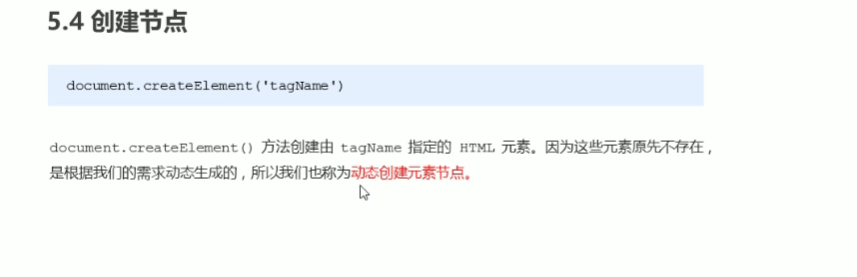 5.4 创建节点
document.createElement('tagName')
document.createElement() 方法创建由 tagName 指定的 HTML 元素。因为这些元素原先不存在，
是根据我们的需求动态生成的，所以我们也称为动态创建元素节点。